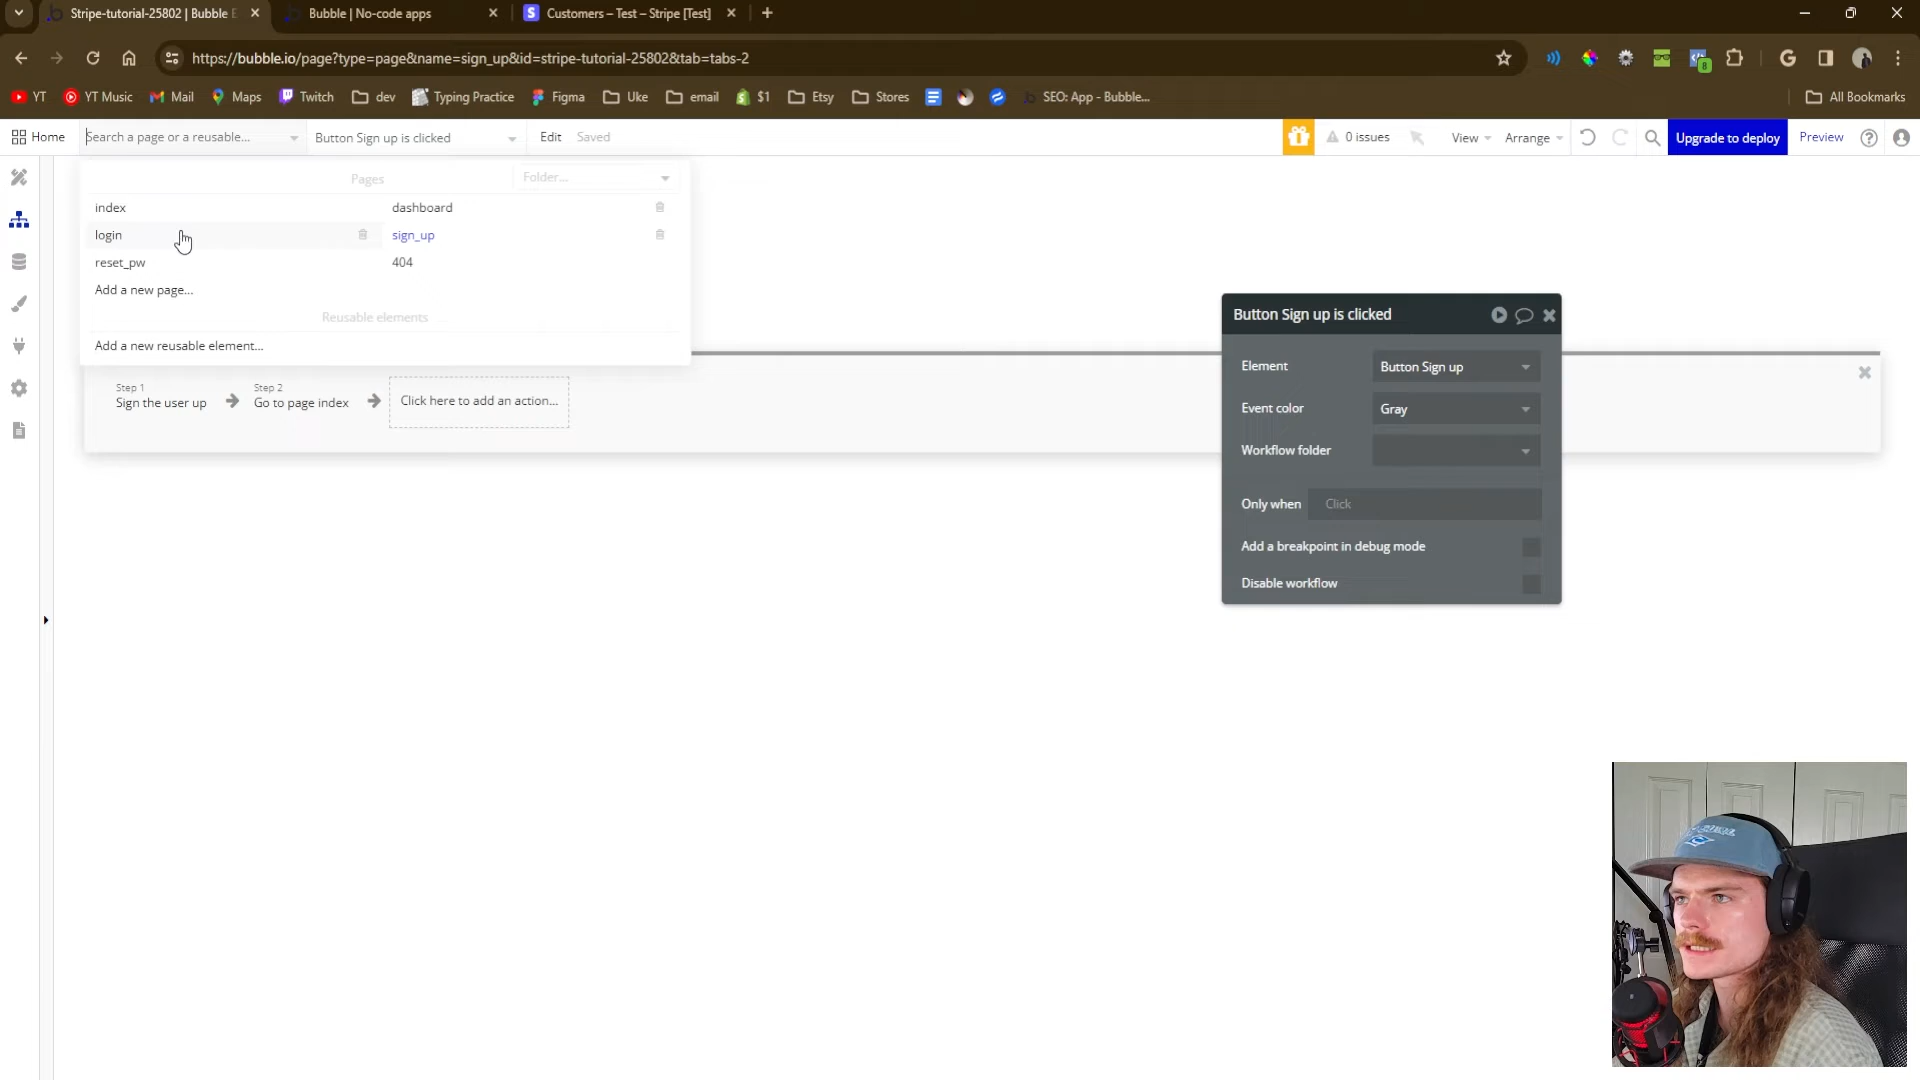 Stripe-tutorial-25802 | Bubble E
Bubble | No-code apps
Customers – Test – Stripe [Test]
https://bubble.io/page?type=page&name=sign_up&id=stripe-tutorial-25802&tab=tabs-2
8
YT
YT Music
Mail
Maps
Twitch
dev
Typing Practice
Figma
Uke
email
$1
Etsy
Stores
SEO: App - Bubble...
All Bookmarks
Home
Search a page or a reusable...
Button Sign up is clicked
Edit
Saved
0 issues
View
Arrange
Upgrade to deploy
Preview
Pages
Folder...
index
dashboard
login
sign_up
reset_pw
404
Add a new page...
Reusable elements
Add a new reusable element...
Step 1
Sign the user up
Step 2
Go to page index
Click here to add an action...
Button Sign up is clicked
Element
Button Sign up
Event color
Gray
Workflow folder
Only when
Click
Add a breakpoint in debug mode
Disable workflow